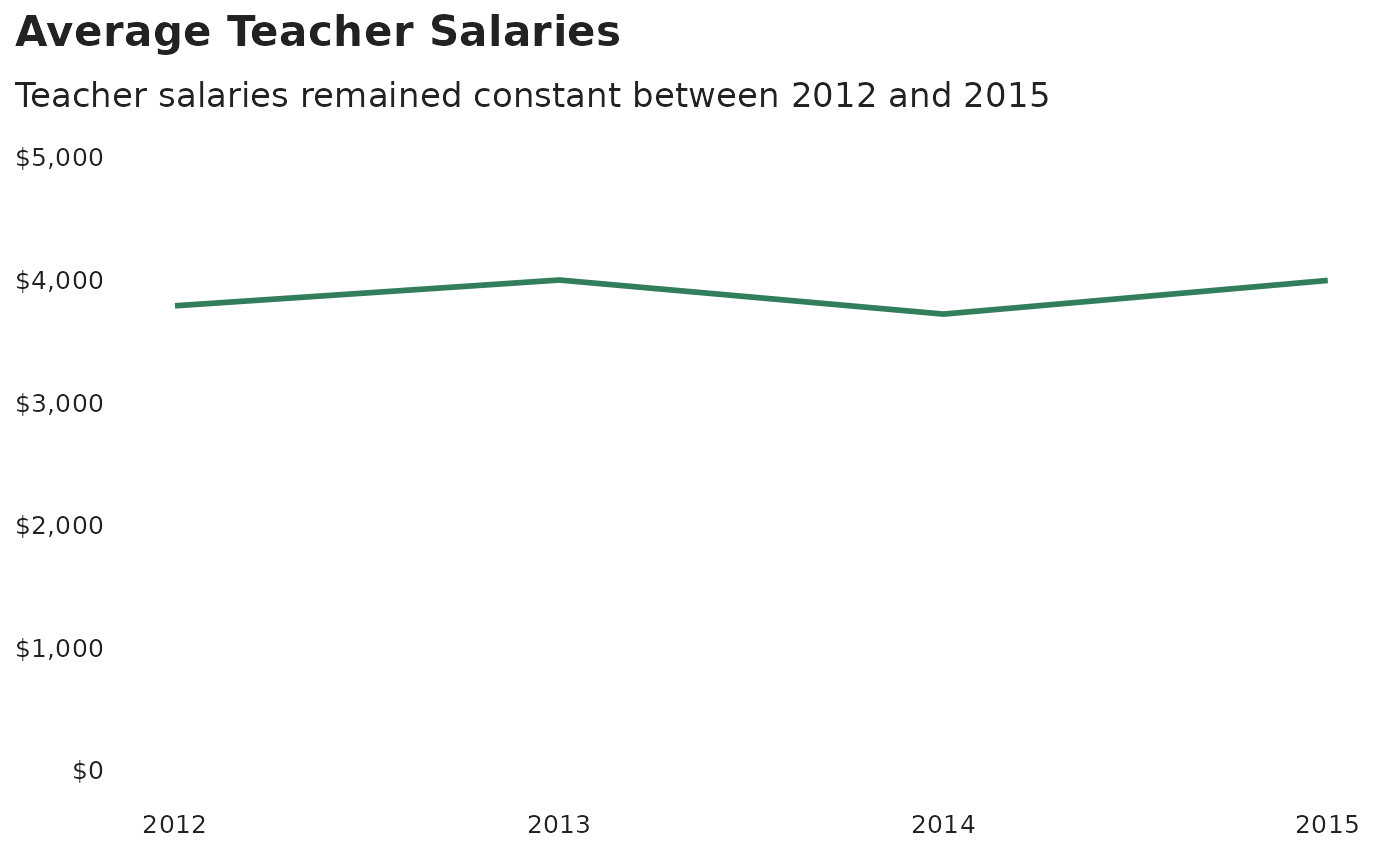 Average Teacher Salaries
Teacher salaries remained constant between 2012 and 2015
$5,000
$4,000
$3,000
$2,000
$1,000
$0
2012 2013 2014 2015